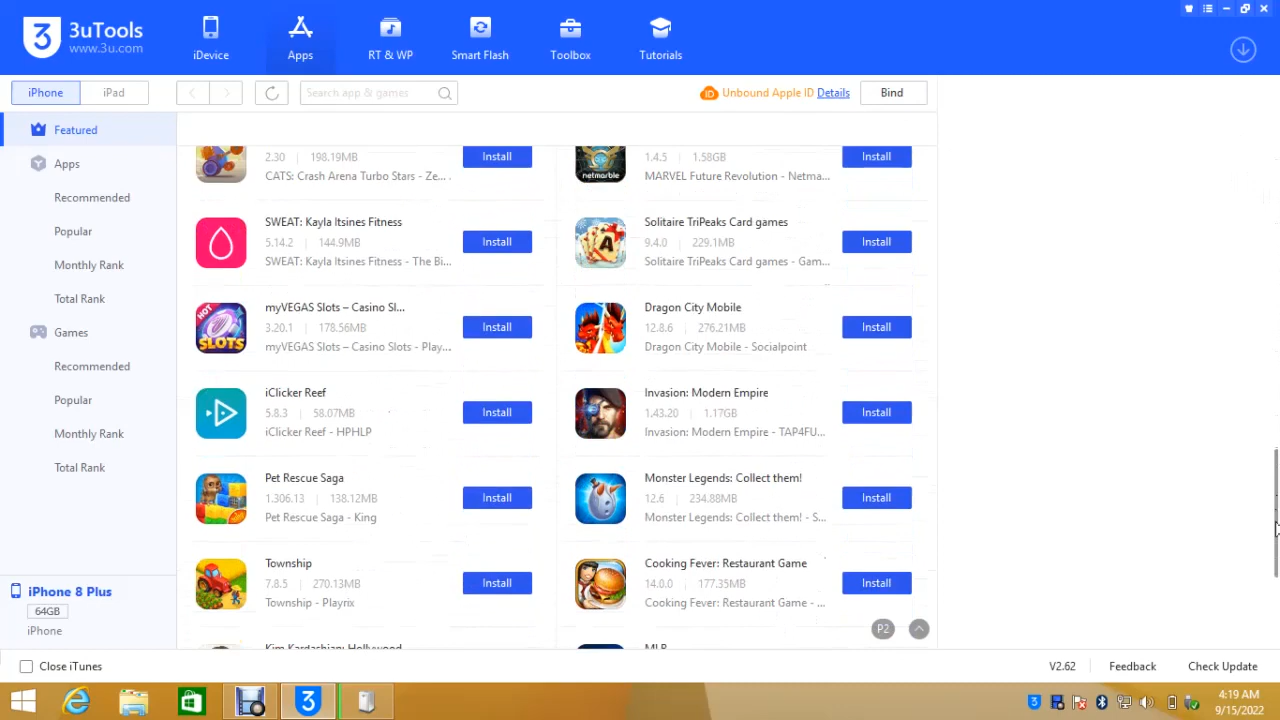 3uTools
www.3u.com
iDevice
Apps
RT & WP
Smart Flash
Toolbox
Tutorials
iPhone
iPad
Search app & games
Unbound Apple ID Details
Bind
Featured
Apps
Recommended
Popular
Monthly Rank
Total Rank
Games
Recommended
Popular
Monthly Rank
Total Rank
iPhone 8 Plus
64GB
iPhone
2.30 | 198.19MB
CATS: Crash Arena Turbo Stars - Ze...
Install
netmarble
1.4.5 | 1.58GB
MARVEL Future Revolution - Netma...
Install
SWEAT: Kayla Itsines Fitness
5.14.2 | 144.9MB
SWEAT: Kayla Itsines Fitness - The Bi...
Install
A
Solitaire TriPeaks Card games
9.4.0 | 229.1MB
Solitaire TriPeaks Card games - Gam...
Install
HOT
SLOTS
myVEGAS Slots – Casino Sl...
3.20.1 | 178.56MB
myVEGAS Slots – Casino Slots - Play...
Install
Dragon City Mobile
12.8.6 | 276.21MB
Dragon City Mobile - Socialpoint
Install
iClicker Reef
5.8.3 | 58.07MB
iClicker Reef - HPHLP
Install
Invasion: Modern Empire
1.43.20 | 1.17GB
Invasion: Modern Empire - TAP4FU...
Install
Pet Rescue Saga
1.306.13 | 138.12MB
Pet Rescue Saga - King
Install
Monster Legends: Collect them!
12.6 | 234.88MB
Monster Legends: Collect them! - S...
Install
Township
7.8.5 | 270.13MB
Township - Playrix
Install
Cooking Fever: Restaurant Game
14.0.0 | 177.35MB
Cooking Fever: Restaurant Game - ...
Install
Kim Kardashian: Hollywood
P2
Close iTunes
V2.62
Feedback
Check Update
4:19 AM
9/15/2022